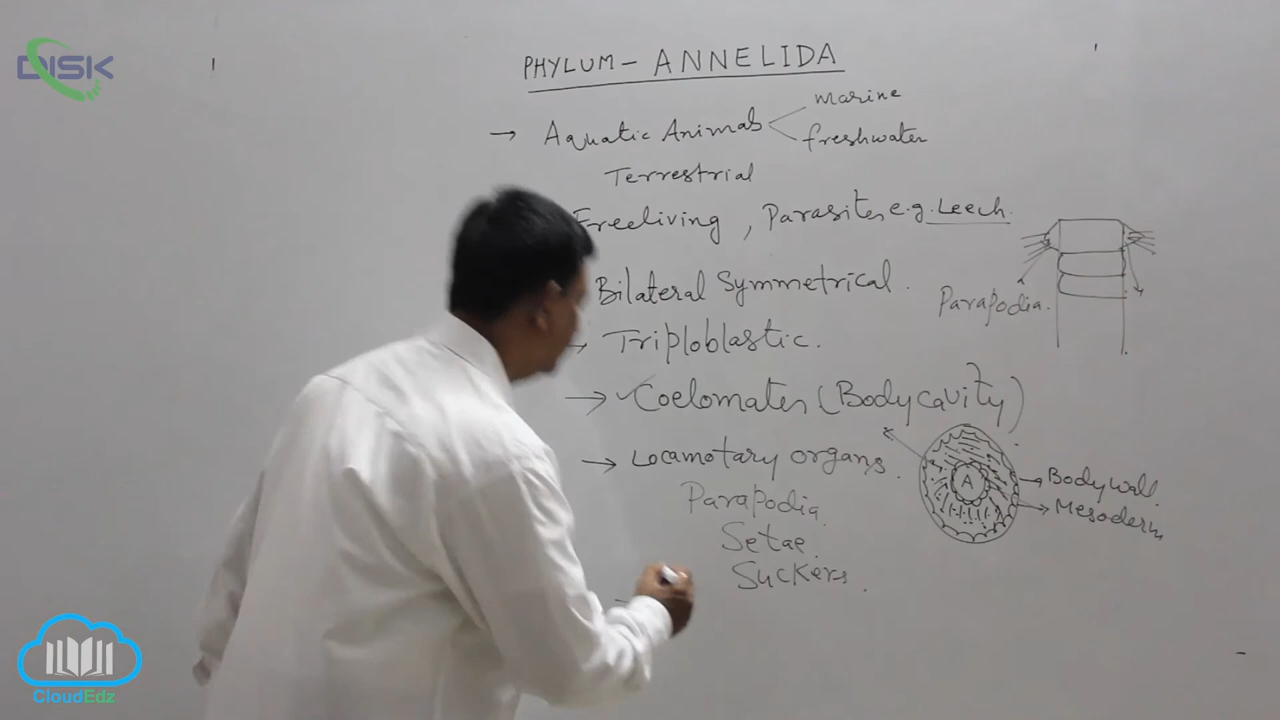 DISK
PHYLUM - ANNELIDA
→ Aquatic Animals
marine
freshwater
Terrestrial
Freeliving , Parasites e.g. Leech.
Bilateral Symmetrical .
→ Triploblastic.
→ Coelomates (Body cavity)
→ Locamotary organs .
Parapodia
Setae
Suckers
Parapodia.
A
→ Body wall
→ Mesoderm
CloudEdz